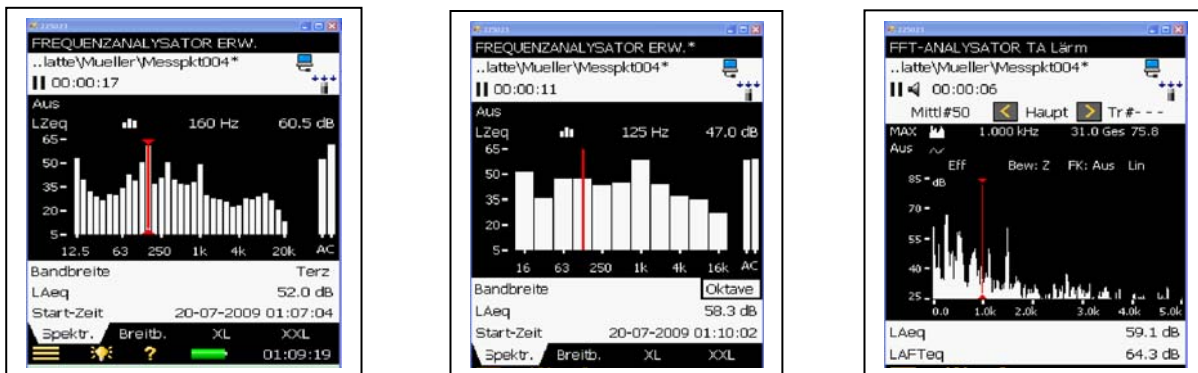 FREQUENZANALYSATOR ERW.
..latte\Mueller\Messpkt004*
00:00:17
Aus
LZeq 160 Hz 60.5 dB
65-
50-
35-
20-
5-
12.5 63 250 1k 4k 20k AC
Bandbreite Terz
LAeq 52.0 dB
Start-Zeit 20-07-2009 01:07:04
Spektr. Breitb. XL XXL
? 01:09:19
FREQUENZANALYSATOR ERW.*
..latte\Mueller\Messpkt004*
00:00:11
Aus
LZeq 125 Hz 47.0 dB
65-
50-
35-
20-
5-
16 63 250 1k 4k 16k AC
Bandbreite Oktave
LAeq 58.3 dB
Start-Zeit 20-07-2009 01:10:02
Spektr. Breitb. XL XXL
FFT-ANALYSATOR TA Lärm
..latte\Mueller\Messpkt004*
00:00:06
Mittl#50 < Haupt > Tr#---
MAX 1.000 kHz 31.0 Ges 75.8
Aus
Eff Bew: Z FK: Aus Lin
85- dB
70-
55-
40-
25-
0.0 1.0k 2.0k 3.0k 4.0k 5.0k
LAeq 59.1 dB
LAFTeq 64.3 dB